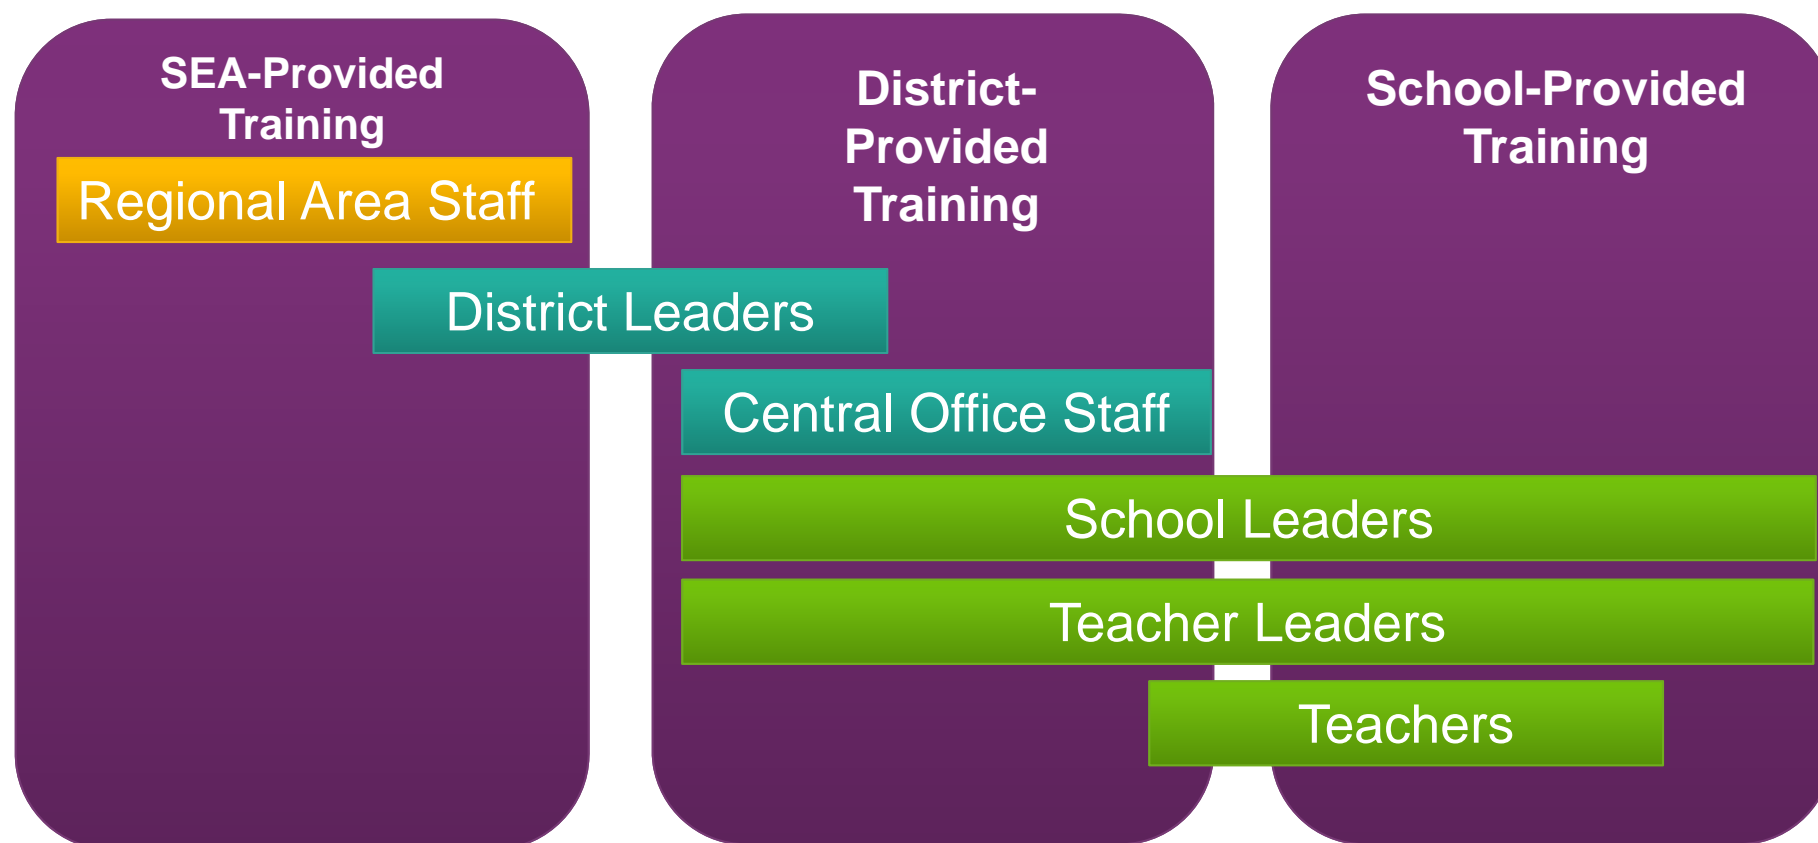 SEA-Provided
Training
District-
Provided
Training
School-Provided
Training
Regional Area Staff
District Leaders
Central Office Staff
School Leaders
Teacher Leaders
Teachers